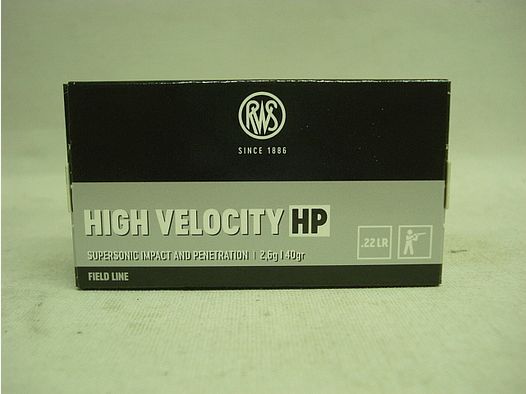 RWS
SINCE 1886
HIGH VELOCITY HP
SUPERSONIC IMPACT AND PENETRATION | 2,6g | 40gr
.22 LR
FIELD LINE